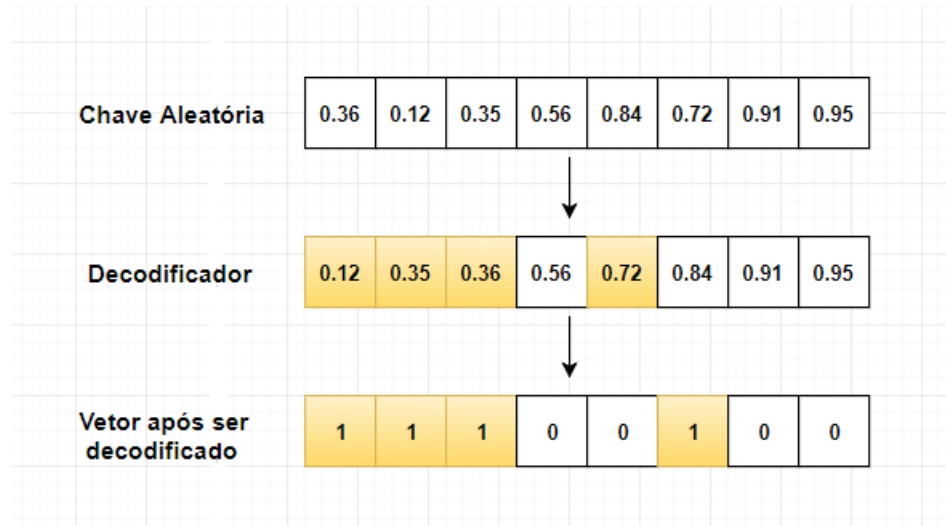 Chave Aleatória 0.36 0.12 0.35 0.56 0.84 0.72 0.91 0.95
Decodificador 0.12 0.35 0.36 0.56 0.72 0.84 0.91 0.95
Vetor após ser
decodificado
1 1 1 0 0 1 0 0